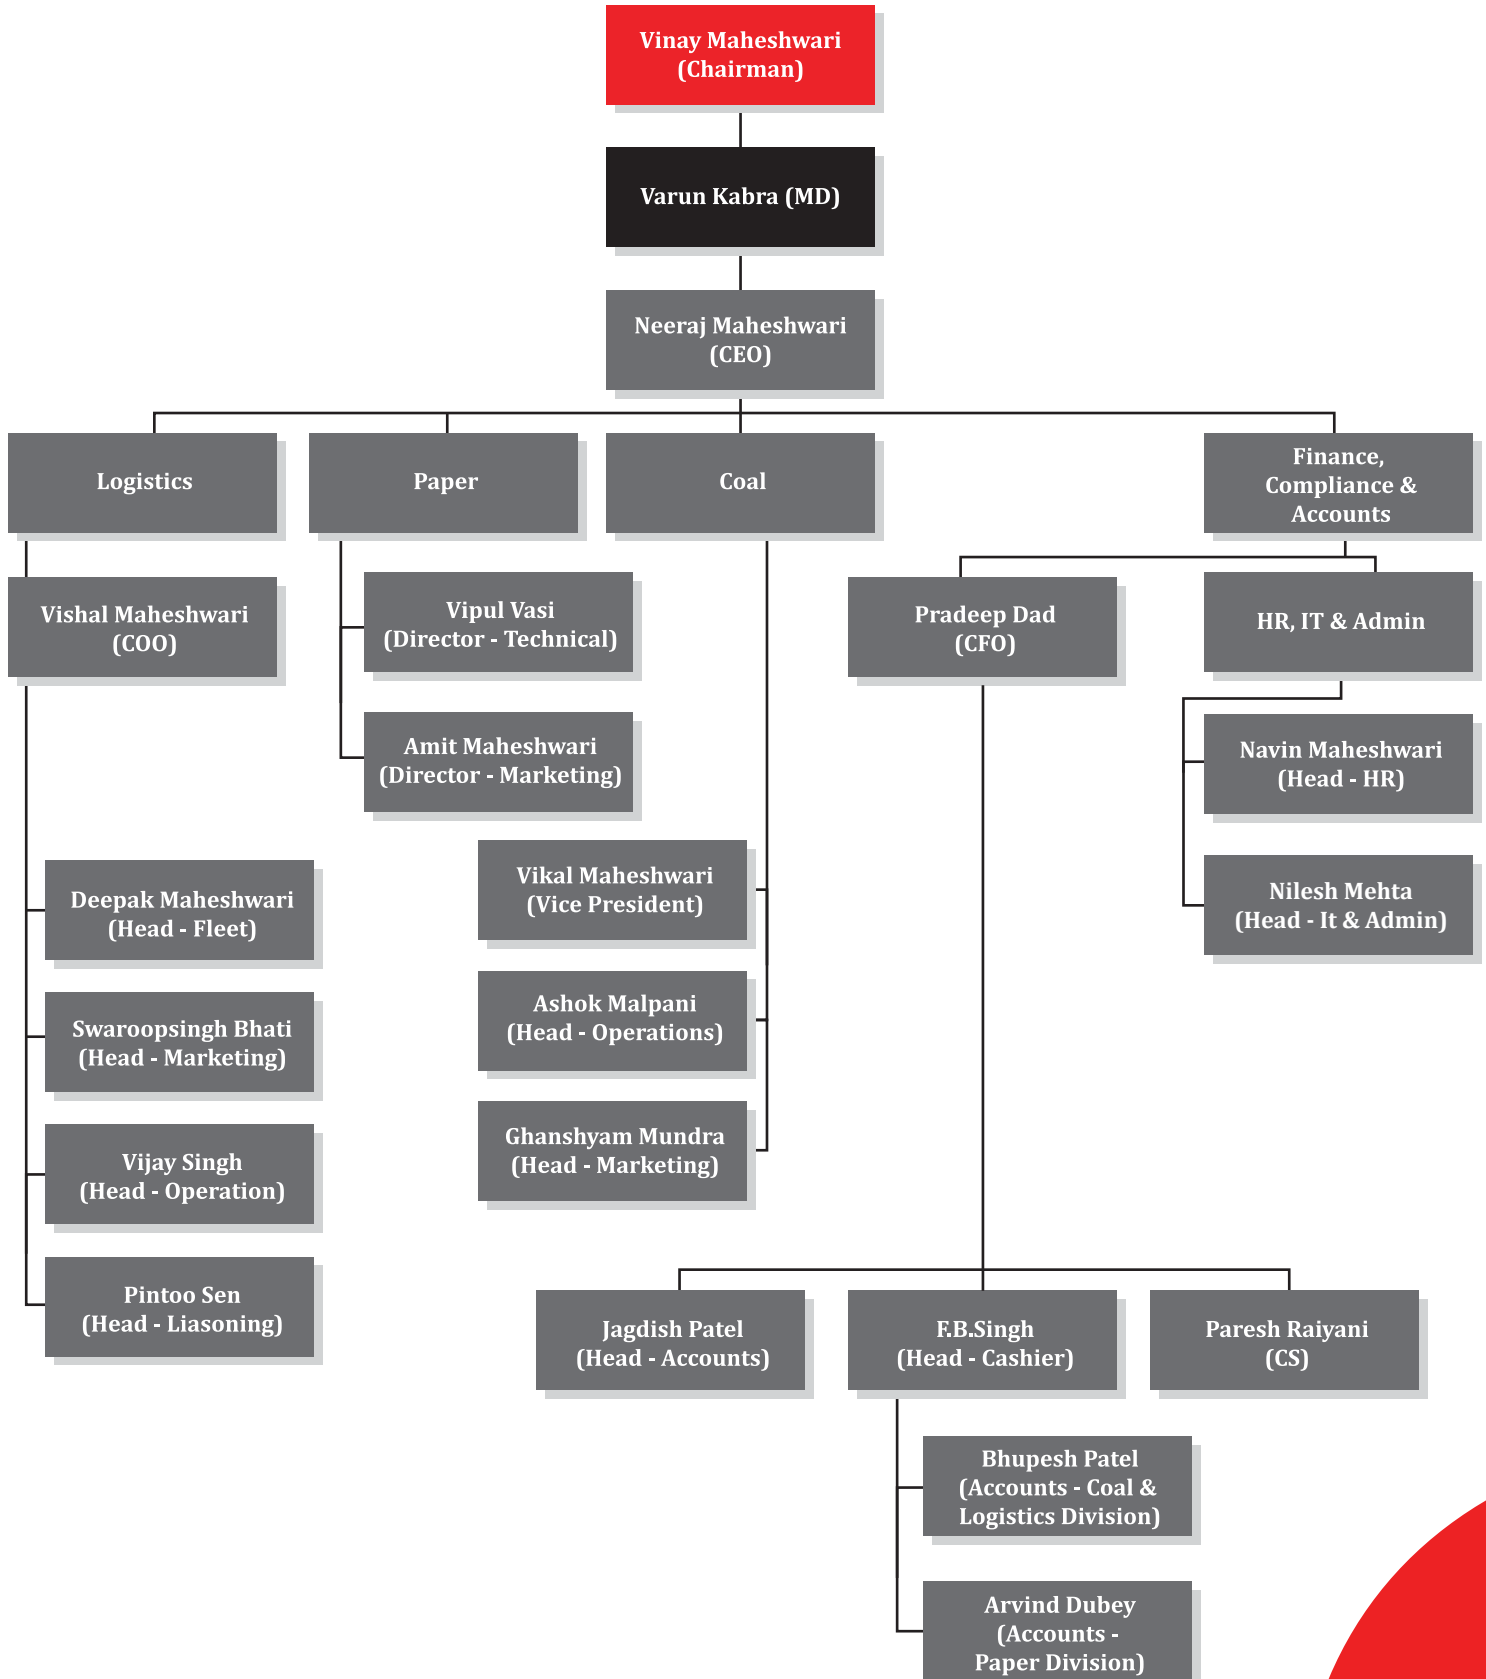 Vinay Maheshwari
(Chairman)
Varun Kabra (MD)
Neeraj Maheshwari
(CEO)
Logistics
Paper
Coal
Finance,
Compliance &
Accounts
Vishal Maheshwari
(COO)
Vipul Vasi
(Director - Technical)
Pradeep Dad
(CFO)
HR, IT & Admin
Amit Maheshwari
(Director - Marketing)
Navin Maheshwari
(Head - HR)
Deepak Maheshwari
(Head - Fleet)
Vikal Maheshwari
(Vice President)
Nilesh Mehta
(Head - It & Admin)
Swaroopsingh Bhati
(Head - Marketing)
Ashok Malpani
(Head - Operations)
Vijay Singh
(Head - Operation)
Ghanshyam Mundra
(Head - Marketing)
Pintoo Sen
(Head - Liasoning)
Jagdish Patel
(Head - Accounts)
F.B.Singh
(Head - Cashier)
Paresh Raiyani
(CS)
Bhupesh Patel
(Accounts - Coal &
Logistics Division)
Arvind Dubey
(Accounts -
Paper Division)